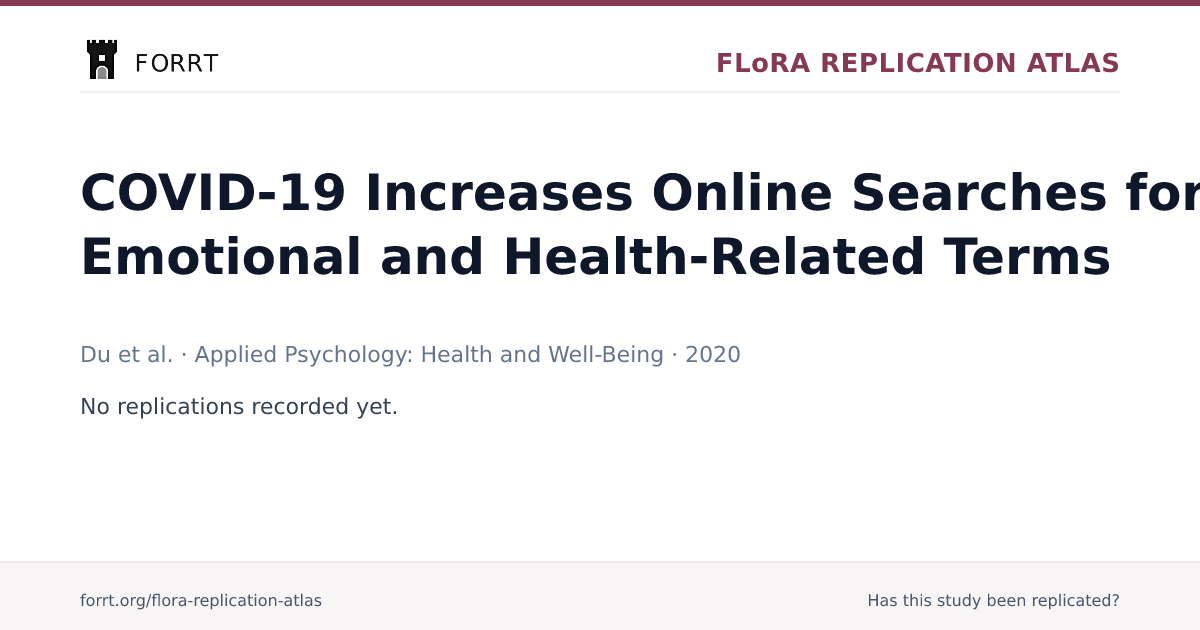 FORRT
FLoRA REPLICATION ATLAS
COVID-19 Increases Online Searches for
Emotional and Health-Related Terms
Du et al. · Applied Psychology: Health and Well-Being · 2020
No replications recorded yet.
forrt.org/flora-replication-atlas
Has this study been replicated?